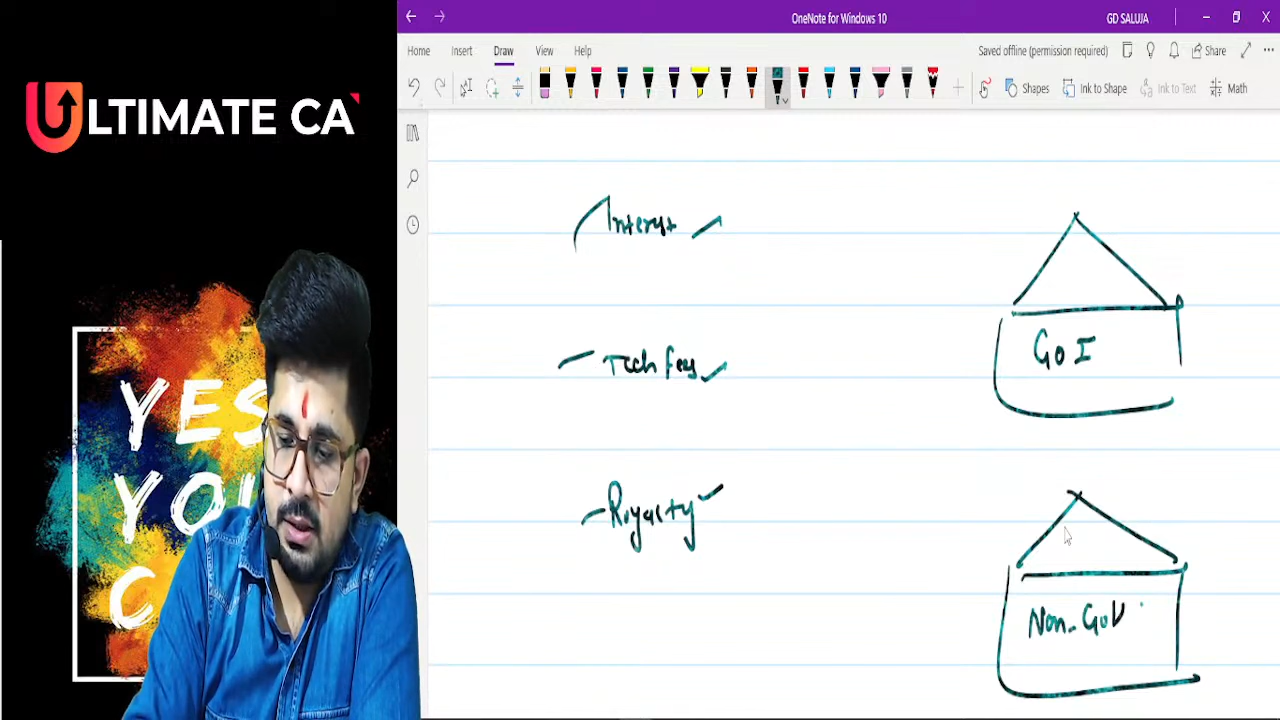 ULTIMATE CA
YES
YOU
C
OneNote for Windows 10
GD SALUJA
Home
Insert
Draw
View
Help
Saved offline (permission required)
Share
Shapes
Ink to Shape
Ink to Text
Math
Interest
Tech fees
Royalty
GoI
Non-Gov